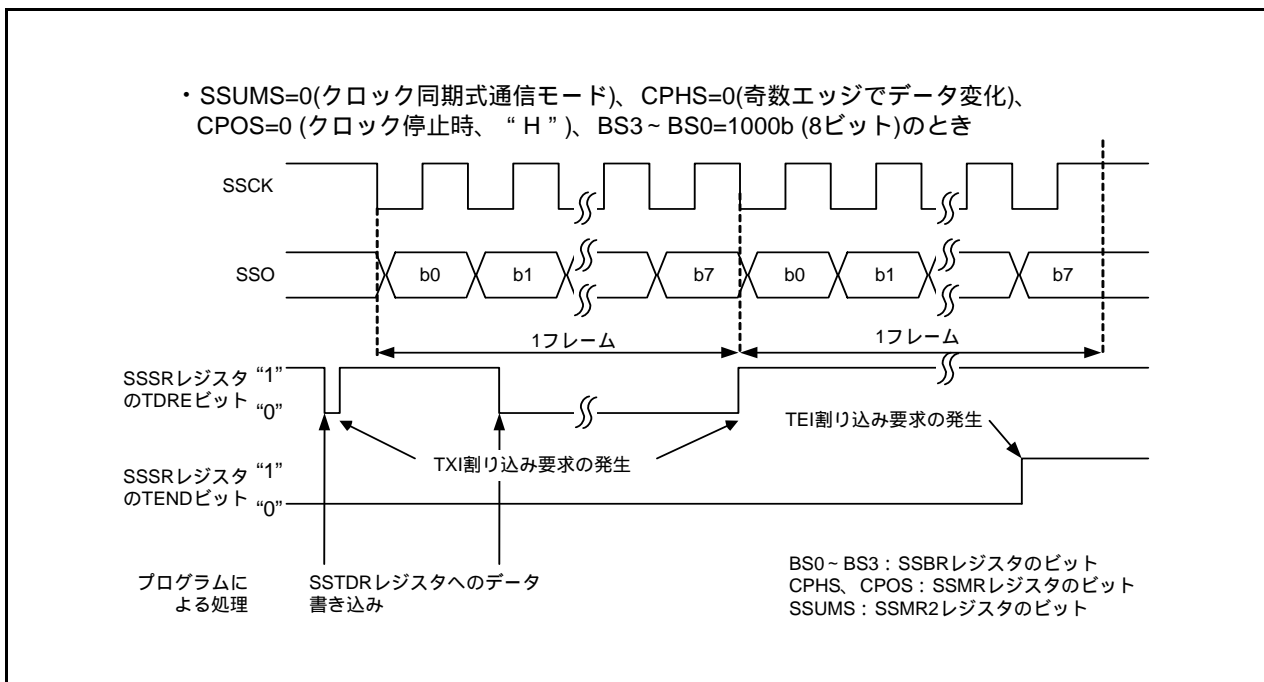 ・SSUMS=0(クロック同期式通信モード)、CPHS=0(奇数エッジでデータ変化)、
CPOS=0 (クロック停止時、“H”)、BS3~BS0=1000b (8ビット)のとき
SSCK
SSO
b0
b1
b7
b0
b1
b7
1フレーム
1フレーム
SSSRレジスタ “1”
のTDREビット “0”
TXI割り込み要求の発生
TEI割り込み要求の発生
SSSRレジスタ “1”
のTENDビット “0”
プログラムに
よる処理
SSTDRレジスタへのデータ
書き込み
BS0~BS3:SSBRレジスタのビット
CPHS、CPOS:SSMRレジスタのビット
SSUMS:SSMR2レジスタのビット